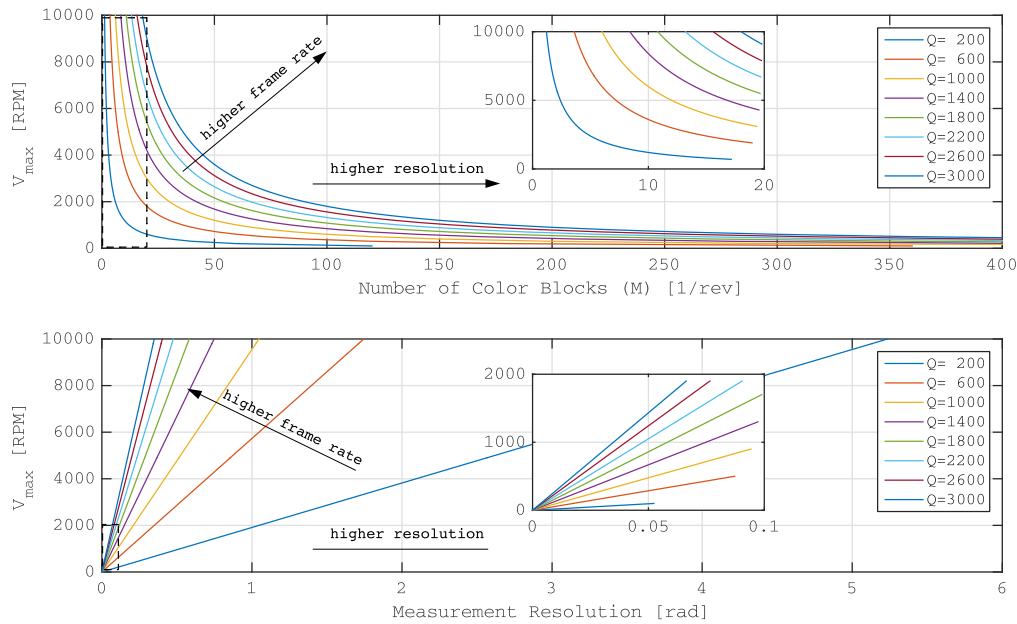 10000
8000
6000
4000
2000
0
V_max [RPM]
0
50
100
150
200
250
300
350
400
Number of Color Blocks (M) [1/rev]
higher frame rate
higher resolution
10000
5000
0
0
10
20
Q= 200
Q= 600
Q=1000
Q=1400
Q=1800
Q=2200
Q=2600
Q=3000
10000
8000
6000
4000
2000
0
V_max [RPM]
0
1
2
3
4
5
6
Measurement Resolution [rad]
higher frame rate
higher resolution
2000
1000
0
0
0.05
0.1
Q= 200
Q= 600
Q=1000
Q=1400
Q=1800
Q=2200
Q=2600
Q=3000